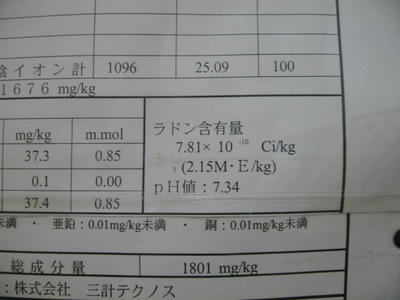 陰イオン計 1096 25.09 100
1676 mg/kg
mg/kg m.mol
37.3 0.85
0.1 0.00
37.4 0.85
ラドン含有量
7.81× 10 -10 Ci/kg
(2.15M・E/kg)
pH値：7.34
未満 ・ 亜鉛：0.01mg/kg未満 ・ 銅：0.01mg/kg未満
総成分量 1801 mg/kg
：株式会社 三計テクノス